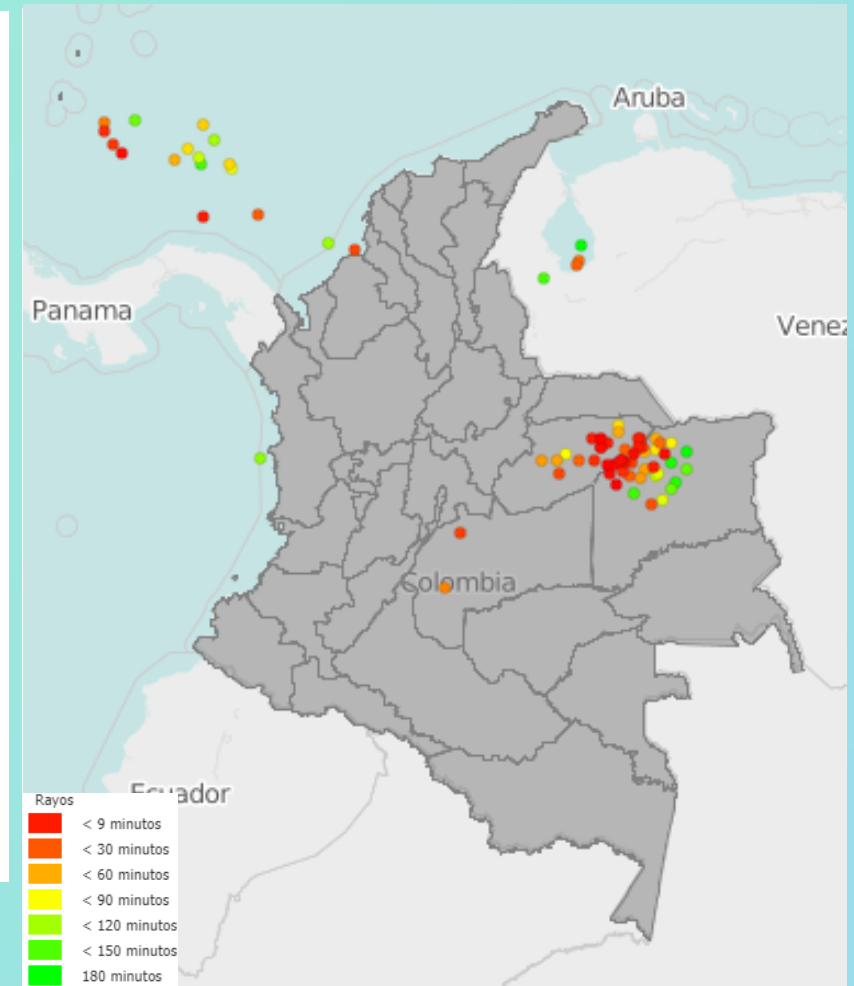 Aruba
Panama
Venez
Colombia
Ecuador
Rayos
< 9 minutos
< 30 minutos
< 60 minutos
< 90 minutos
< 120 minutos
< 150 minutos
180 minutos